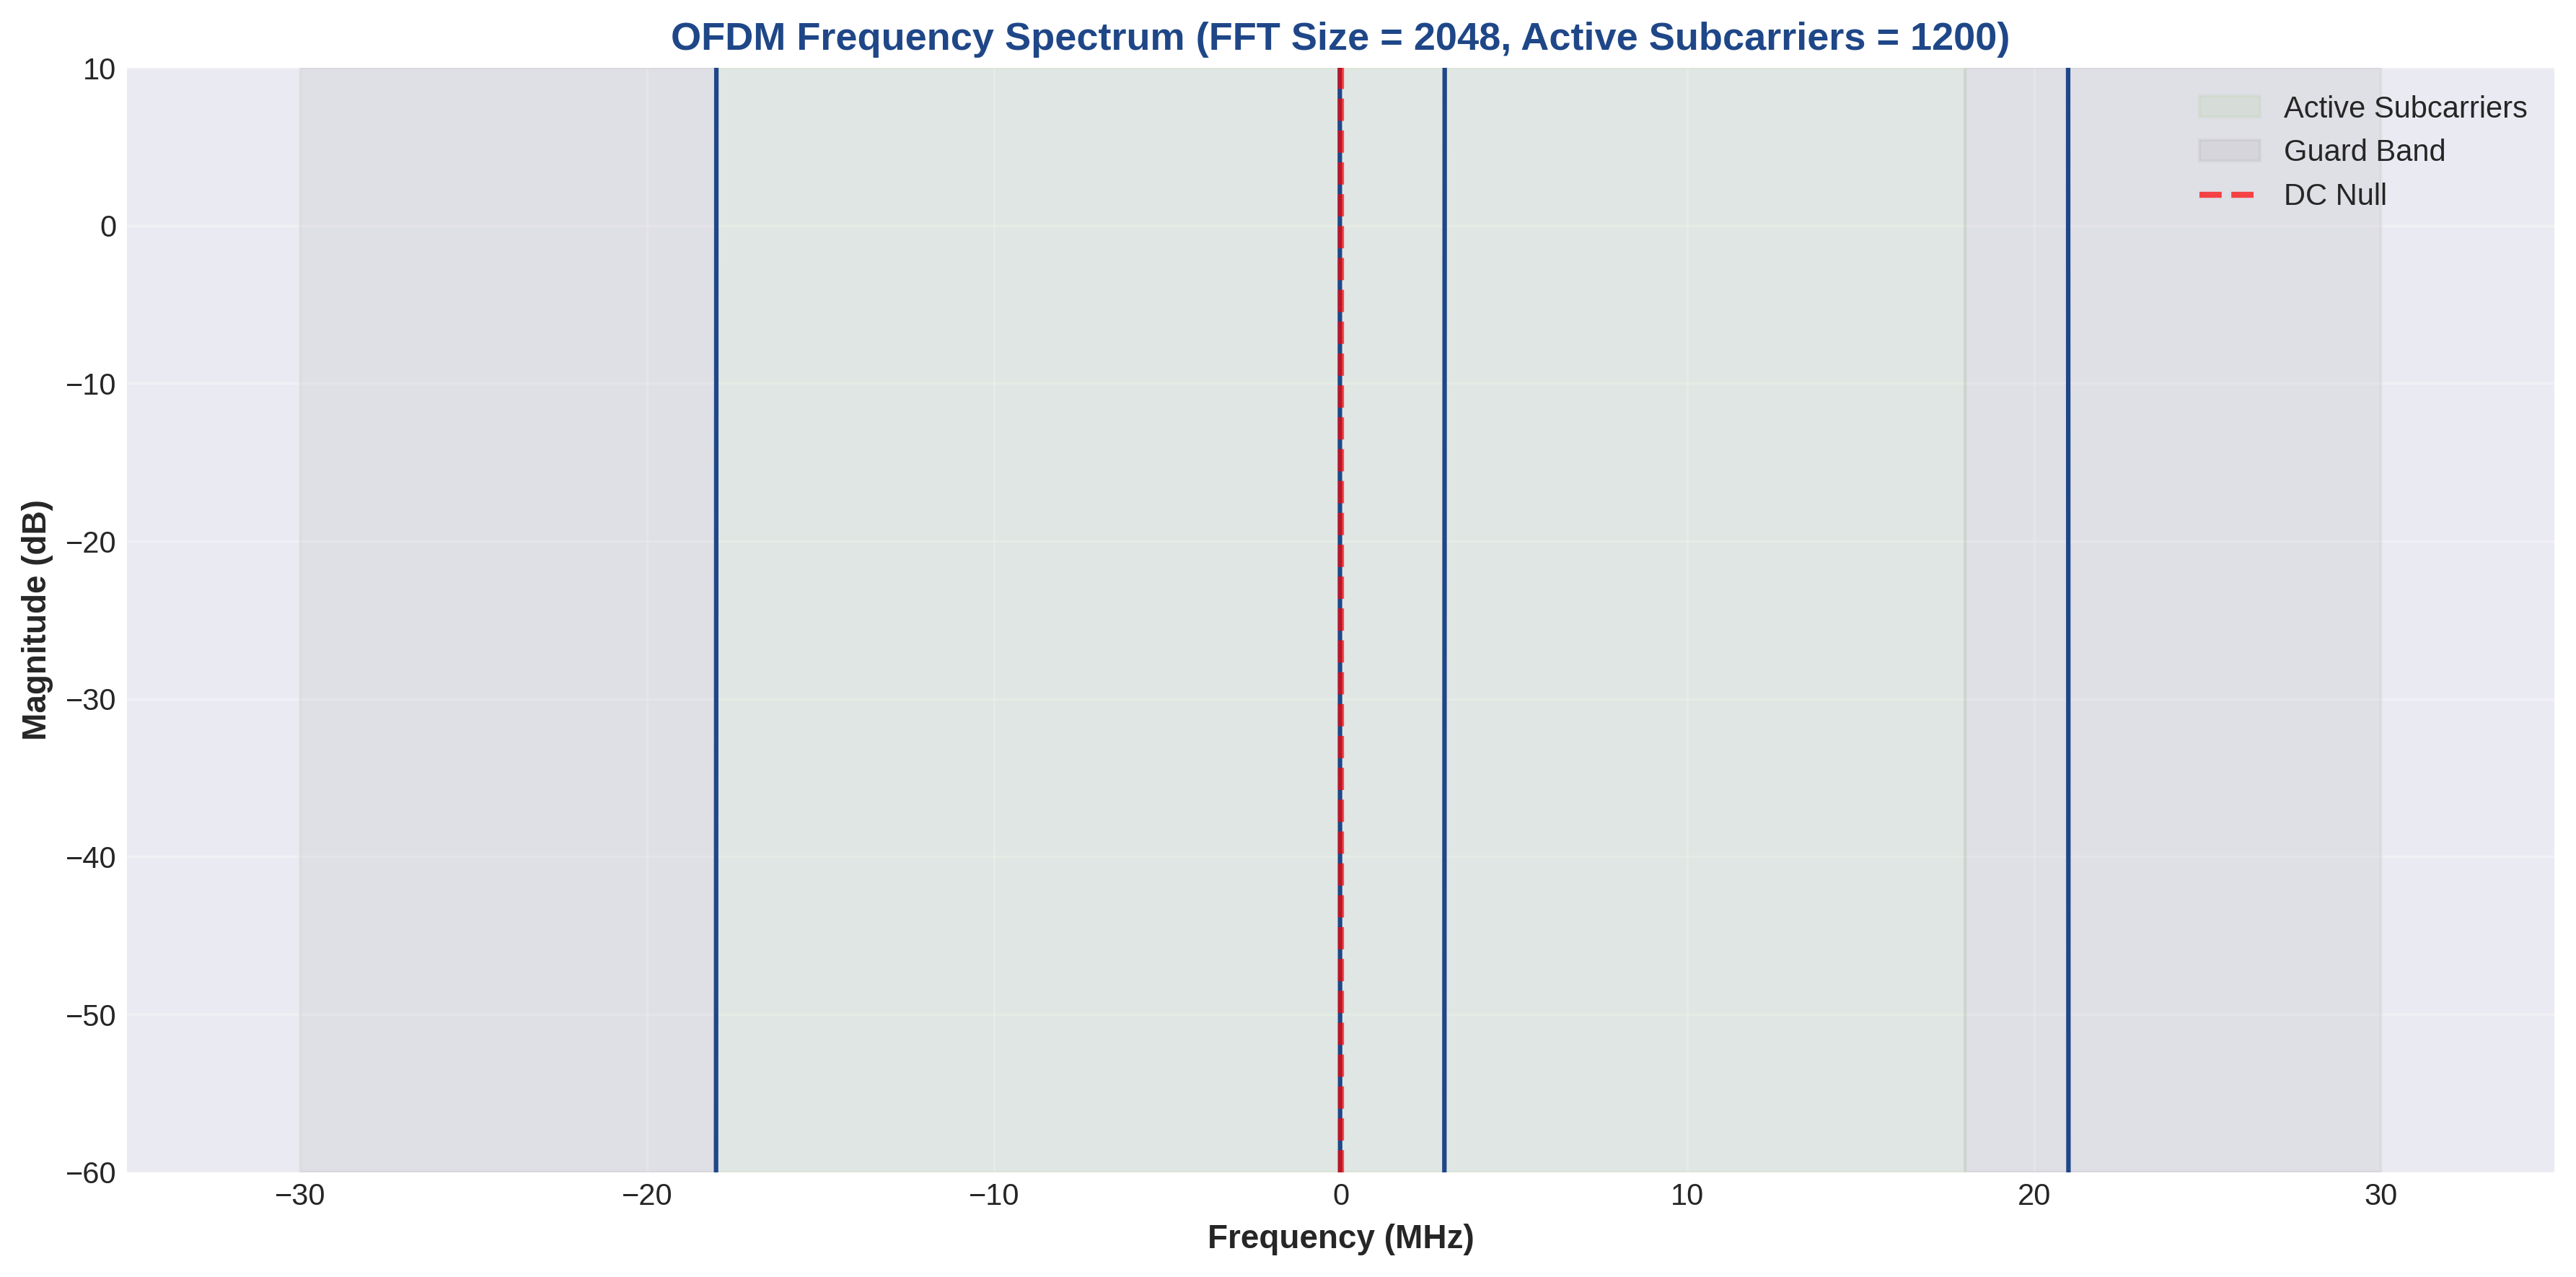 OFDM Frequency Spectrum (FFT Size = 2048, Active Subcarriers = 1200)
10
0
−10
−20
−30
−40
−50
−60
Magnitude (dB)
Active Subcarriers
Guard Band
DC Null
−30
−20
−10
0
10
20
30
Frequency (MHz)